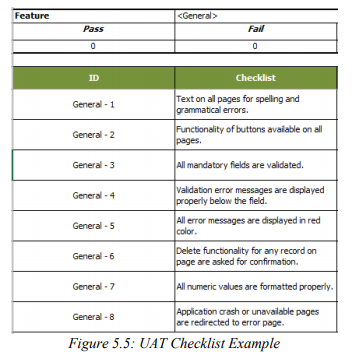 Feature <General>
Pass Fail
0 0
ID Checklist
General - 1 Text on all pages for spelling and
grammatical errors.
General - 2 Functionality of buttons available on all
pages.
General - 3 All mandatory fields are validated.
General - 4 Validation error messages are displayed
properly below the field.
General - 5 All error messages are displayed in red
color.
General - 6 Delete functionality for any record on
page are asked for confirmation.
General - 7 All numeric values are formatted properly.
General - 8 Application crash or unavailable pages
are redirected to error page.
Figure 5.5: UAT Checklist Example